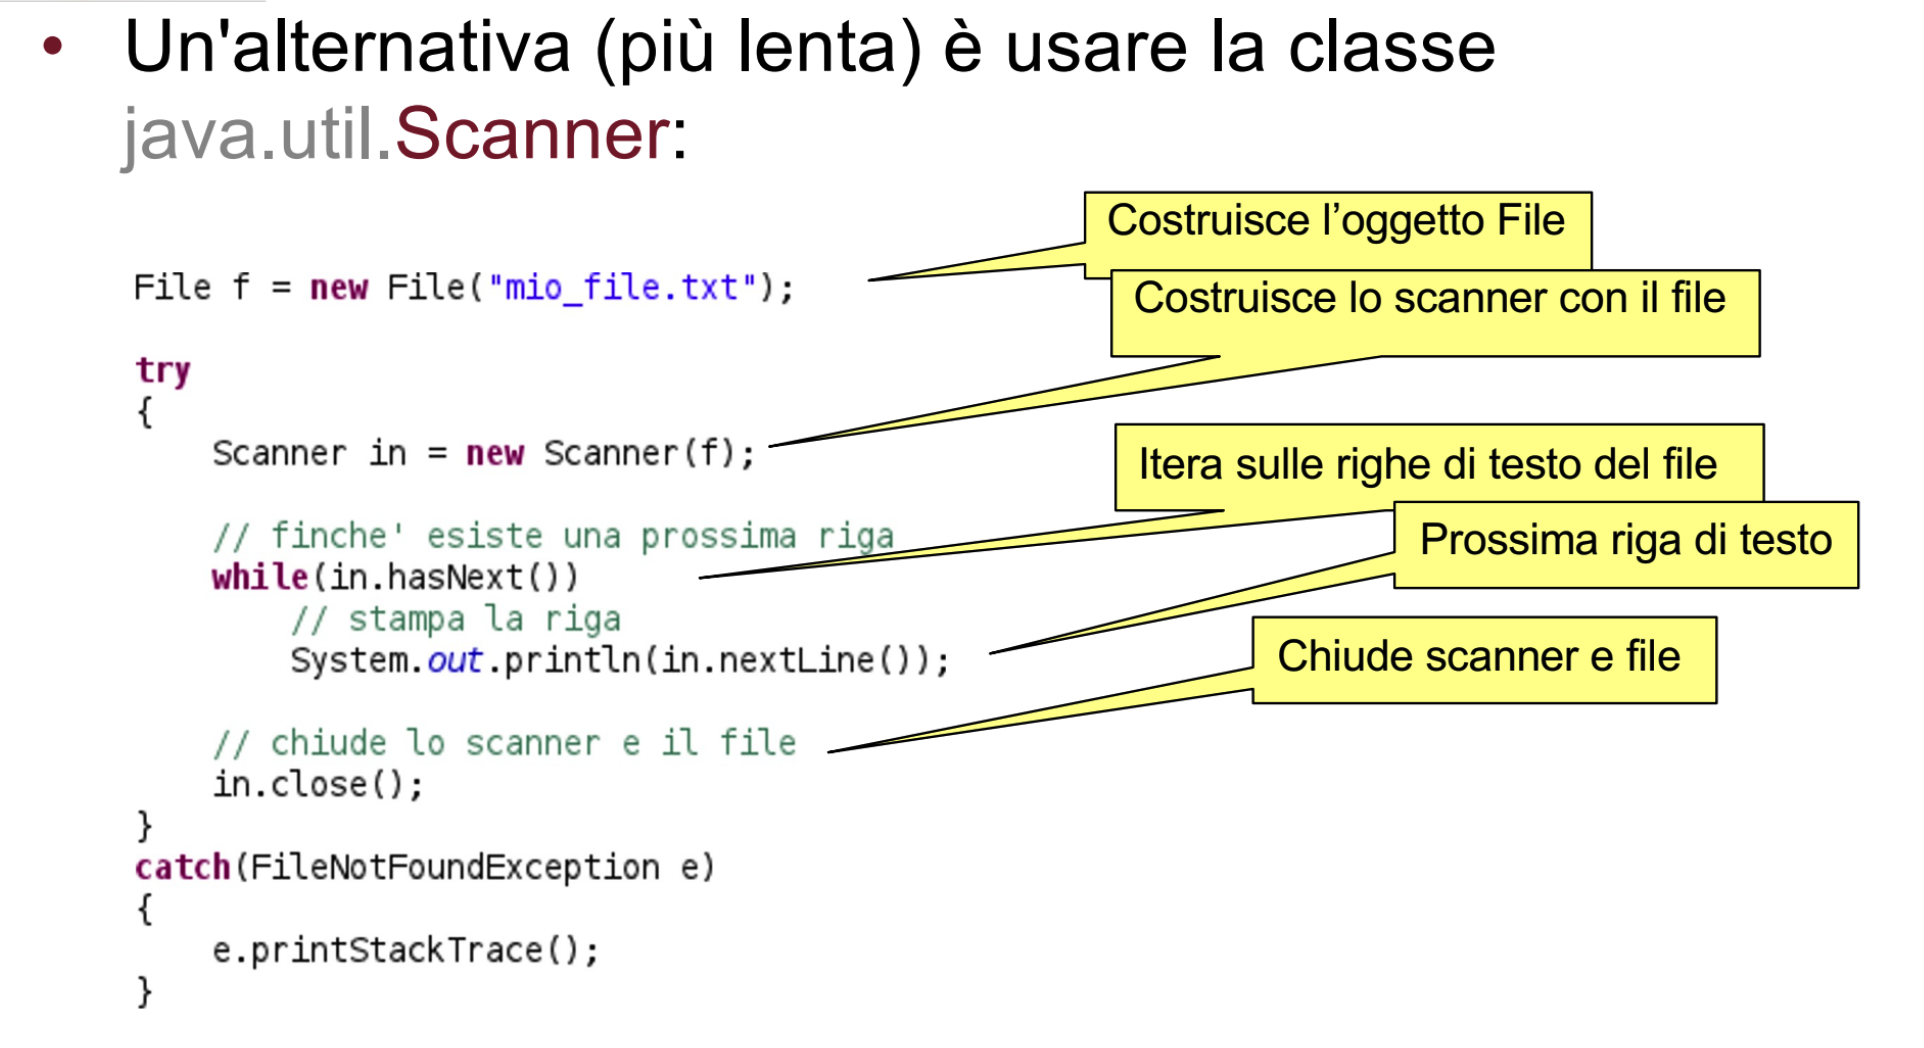 • Un'alternativa (più lenta) è usare la classe
java.util.Scanner:
Costruisce l’oggetto File
File f = new File("mio_file.txt");
Costruisce lo scanner con il file
try
{
Scanner in = new Scanner(f);
Itera sulle righe di testo del file
// finche' esiste una prossima riga
Prossima riga di testo
while(in.hasNext())
// stampa la riga
System.out.println(in.nextLine());
Chiude scanner e file
// chiude lo scanner e il file
in.close();
}
catch(FileNotFoundException e)
{
e.printStackTrace();
}